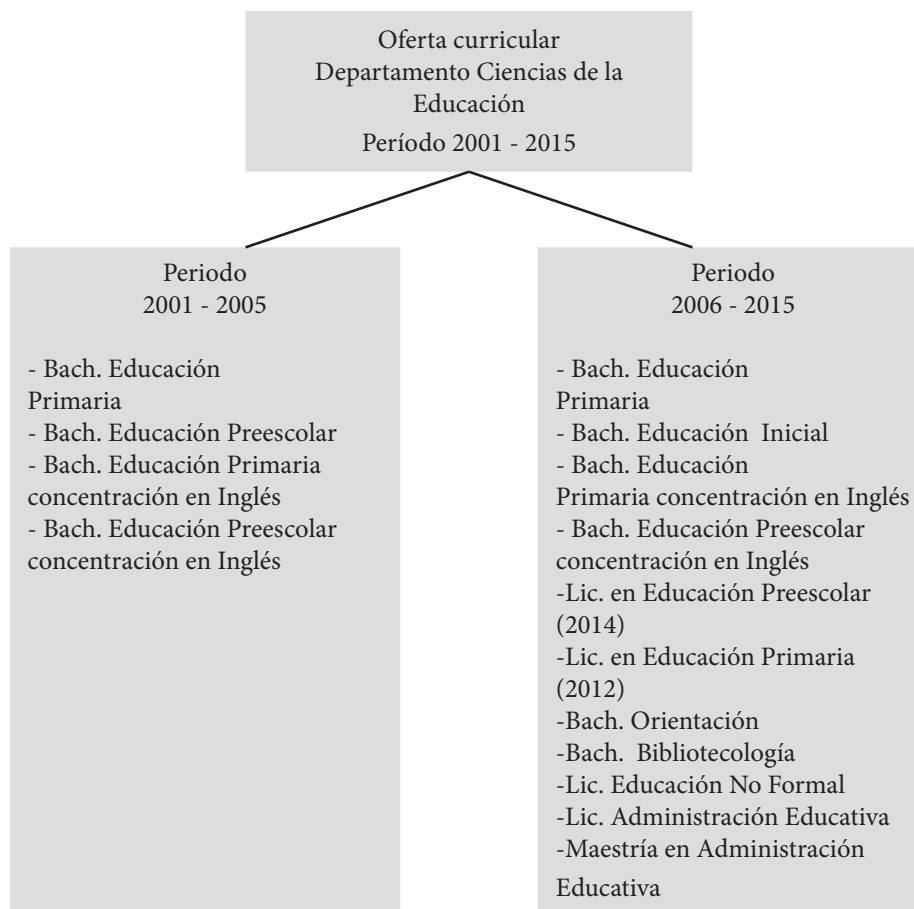 Oferta curricular
Departamento Ciencias de la
Educación
Período 2001 - 2015
Periodo
2001 - 2005
- Bach. Educación
Primaria
- Bach. Educación Preescolar
- Bach. Educación Primaria
concentración en Inglés
- Bach. Educación Preescolar
concentración en Inglés
Periodo
2006 - 2015
- Bach. Educación
Primaria
- Bach. Educación  Inicial
- Bach. Educación
Primaria concentración en Inglés
- Bach. Educación Preescolar
concentración en Inglés
-Lic. en Educación Preescolar
(2014)
-Lic. en Educación Primaria
(2012)
-Bach. Orientación
-Bach.  Bibliotecología
-Lic. Educación No Formal
-Lic. Administración Educativa
-Maestría en Administración
Educativa